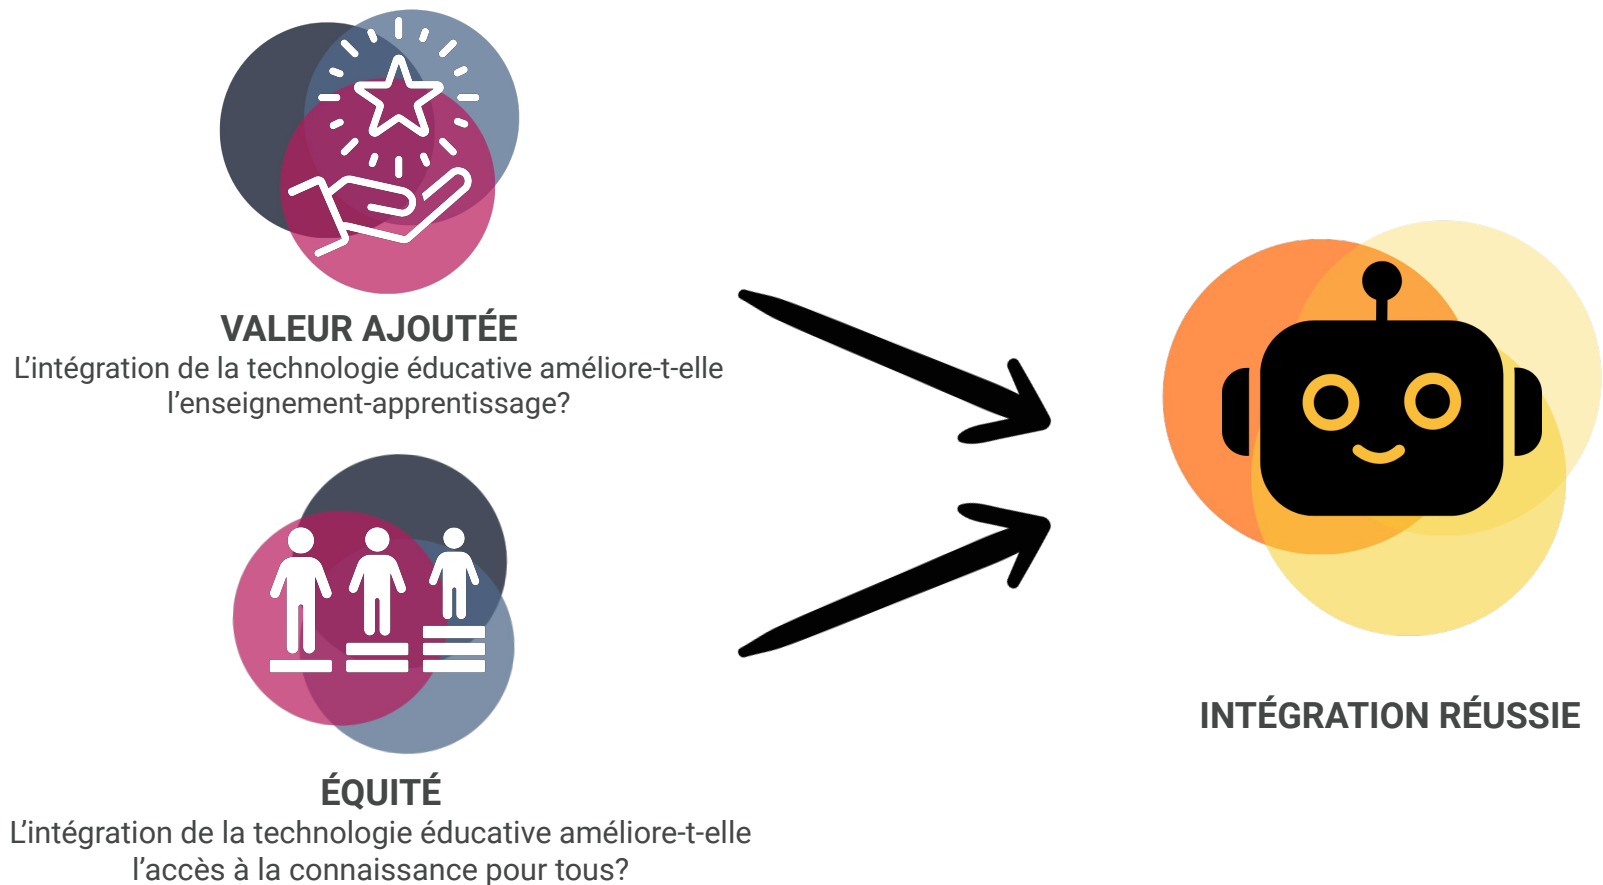 VALEUR AJOUTÉE
L’intégration de la technologie éducative améliore-t-elle
l’enseignement-apprentissage?
ÉQUITÉ
L’intégration de la technologie éducative améliore-t-elle
l’accès à la connaissance pour tous?
INTÉGRATION RÉUSSIE